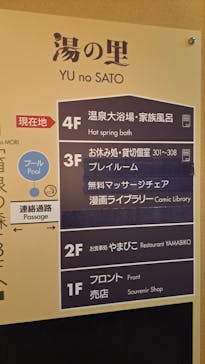 湯の里
YU no SATO
現在地
4F 温泉大浴場・家族風呂
Hot spring bath
3F お休み処・貸切個室 301～308
プレイルーム
無料マッサージチェア
漫画ライブラリー Comic Library
プール
Pool
連絡通路
Passage
2F お食事処 やまびこ Restaurant YAMABIKO
1F フロント Front
売店 Souvenir Shop